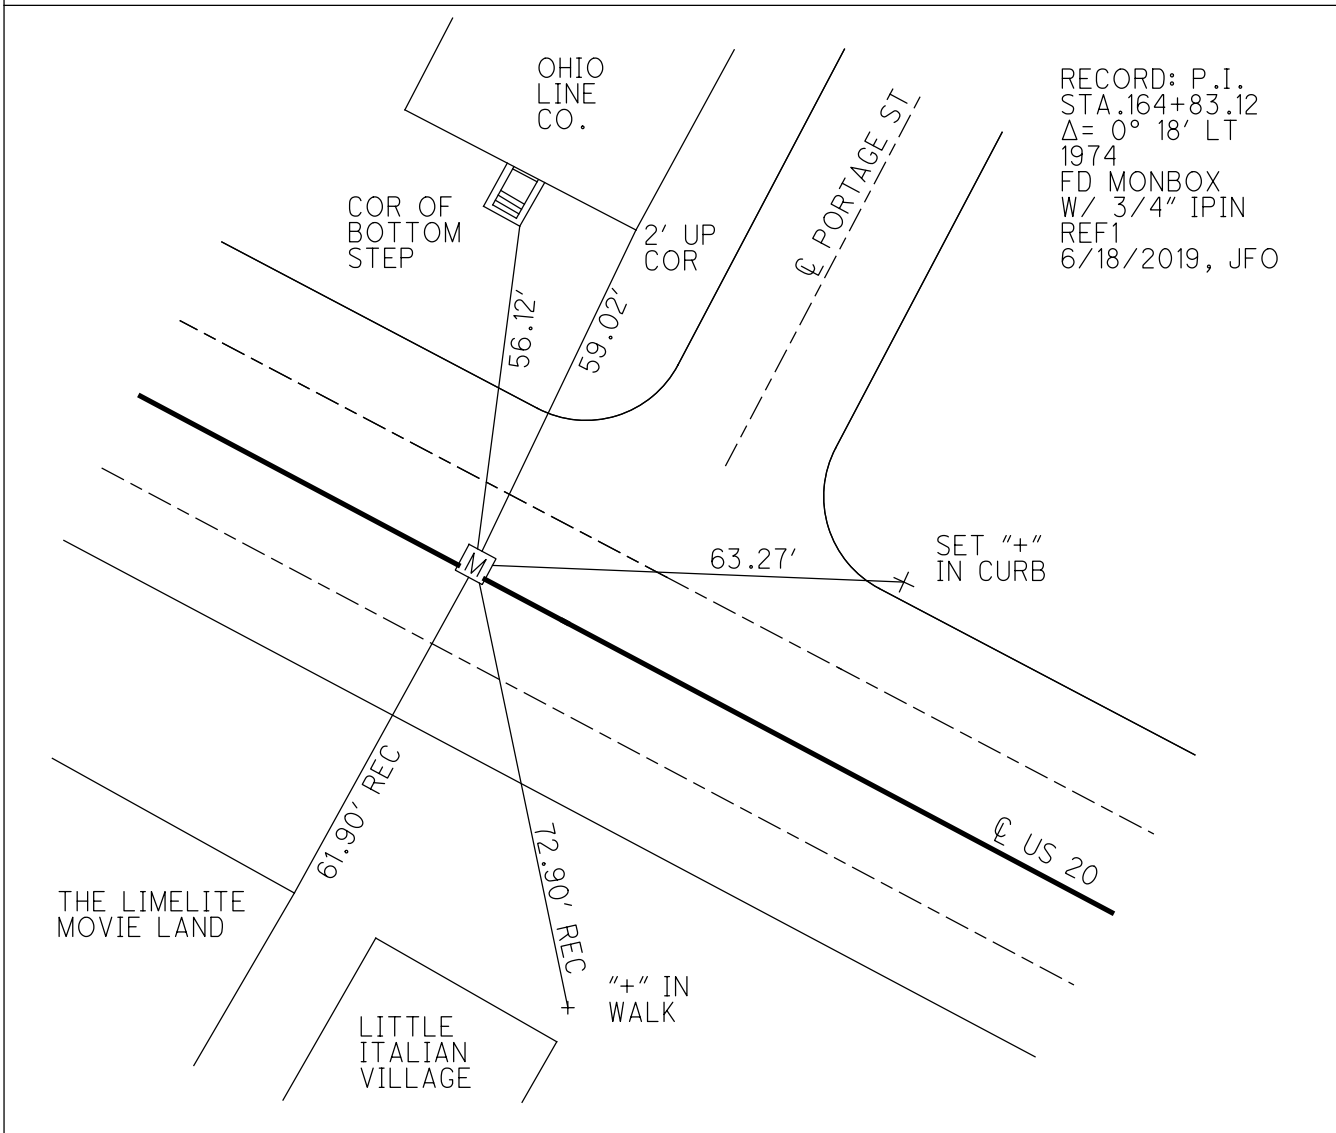 OHIO
LINE
CO.
RECORD: P.I.
STA.164+83.12
Δ= 0° 18' LT
1974
FD MONBOX
W/ 3/4" IPIN
REF1
6/18/2019, JFO
℄ PORTAGE ST
COR OF
BOTTOM
STEP
2' UP
COR
56.12'
59.02'
63.27'
SET "+"
IN CURB
M
61.90' REC
72.90' REC
℄ US 20
THE LIMELITE
MOVIE LAND
"+" IN
WALK
LITTLE
ITALIAN
VILLAGE